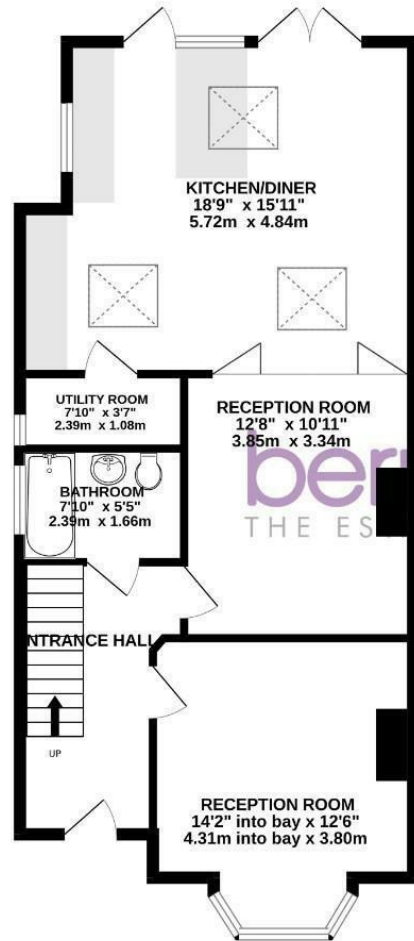 KITCHEN/DINER
18'9" x 15'11"
5.72m x 4.84m
UTILITY ROOM
7'10" x 3'7"
2.39m x 1.08m
RECEPTION ROOM
12'8" x 10'11"
3.85m x 3.34m
BATHROOM
7'10" x 5'5"
2.39m x 1.66m
THE ES
NTRANCE HALL
UP
RECEPTION ROOM
14'2" into bay x 12'6"
4.31m into bay x 3.80m